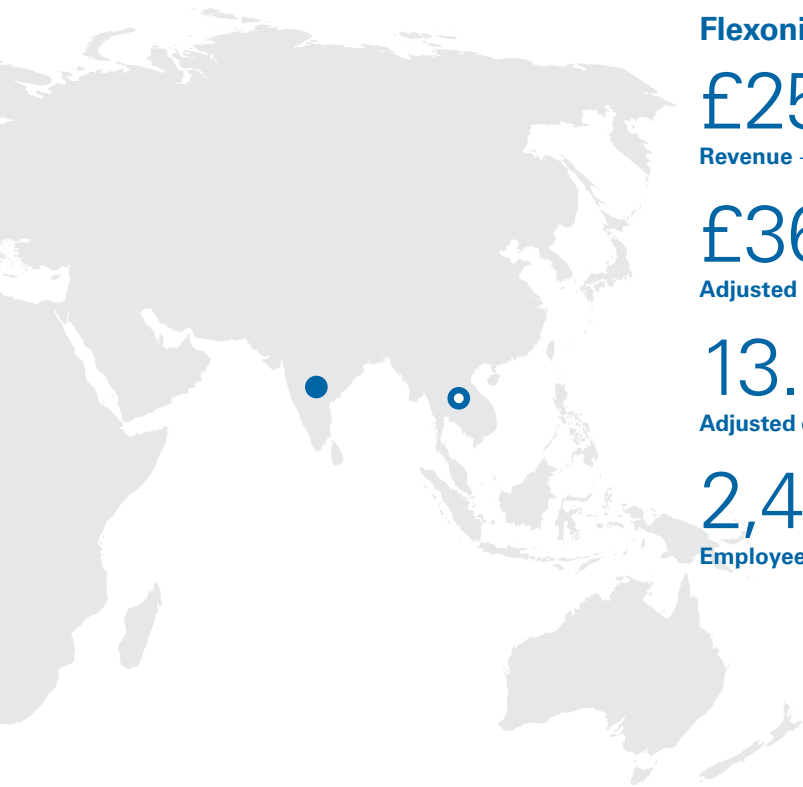 Flexoni
£25
Revenue -
£36
Adjusted
13.
Adjusted
2,4
Employee